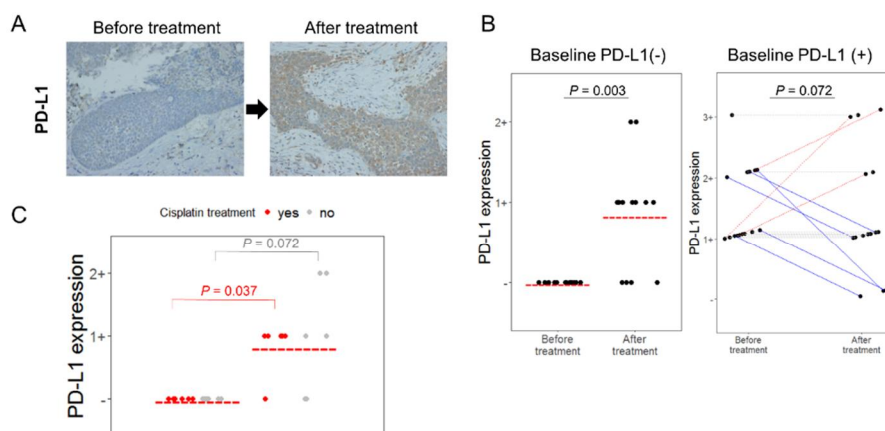 A
Before treatment
After treatment
PD-L1
B
Baseline PD-L1(-)
Baseline PD-L1 (+)
P = 0.003
P = 0.072
PD-L1 expression
2+
1+
-
Before
treatment
After
treatment
PD-L1 expression
3+
2+
1+
-
Before
treatment
After
treatment
C
Cisplatin treatment
yes
no
P = 0.072
P = 0.037
PD-L1 expression
2+
1+
-